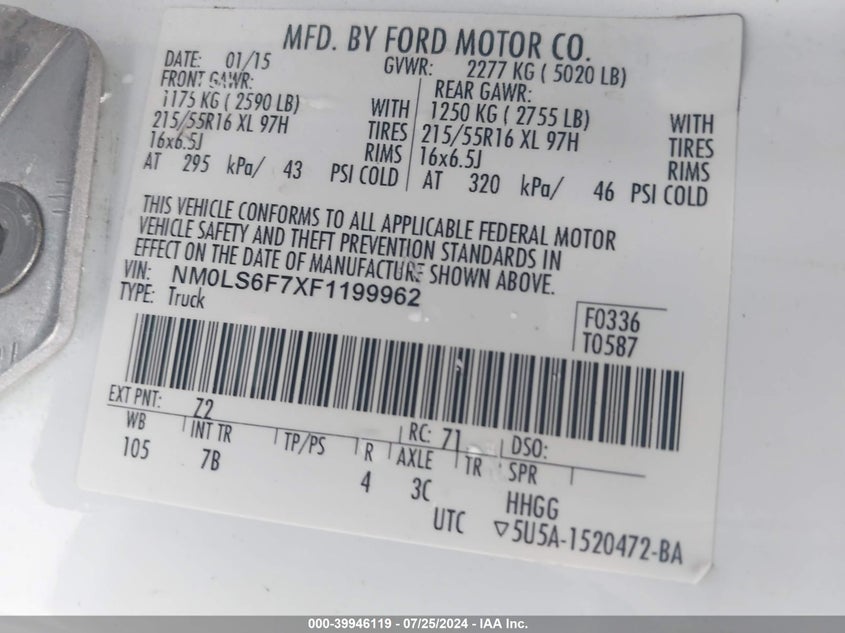 MFD. BY FORD MOTOR CO.
DATE: 01/15 GVWR: 2277 KG ( 5020 LB)
FRONT GAWR: REAR GAWR:
1175 KG ( 2590 LB) WITH 1250 KG ( 2755 LB) WITH
215/55R16 XL 97H TIRES 215/55R16 XL 97H TIRES
16x6.5J RIMS 16x6.5J RIMS
AT 295 kPa/ 43 PSI COLD AT 320 kPa/ 46 PSI COLD
THIS VEHICLE CONFORMS TO ALL APPLICABLE FEDERAL MOTOR
VEHICLE SAFETY AND THEFT PREVENTION STANDARDS IN
EFFECT ON THE DATE OF MANUFACTURE SHOWN ABOVE.
VIN: NM0LS6F7XF1199962
TYPE: Truck
F0336
T0587
EXT PNT: Z2 RC: 71 DSO:
WB INT TR TP/PS R AXLE TR SPR
105 7B 4 3C HHGG
UTC ▽5U5A-1520472-BA
000-39946119 - 07/25/2024 - IAA Inc.